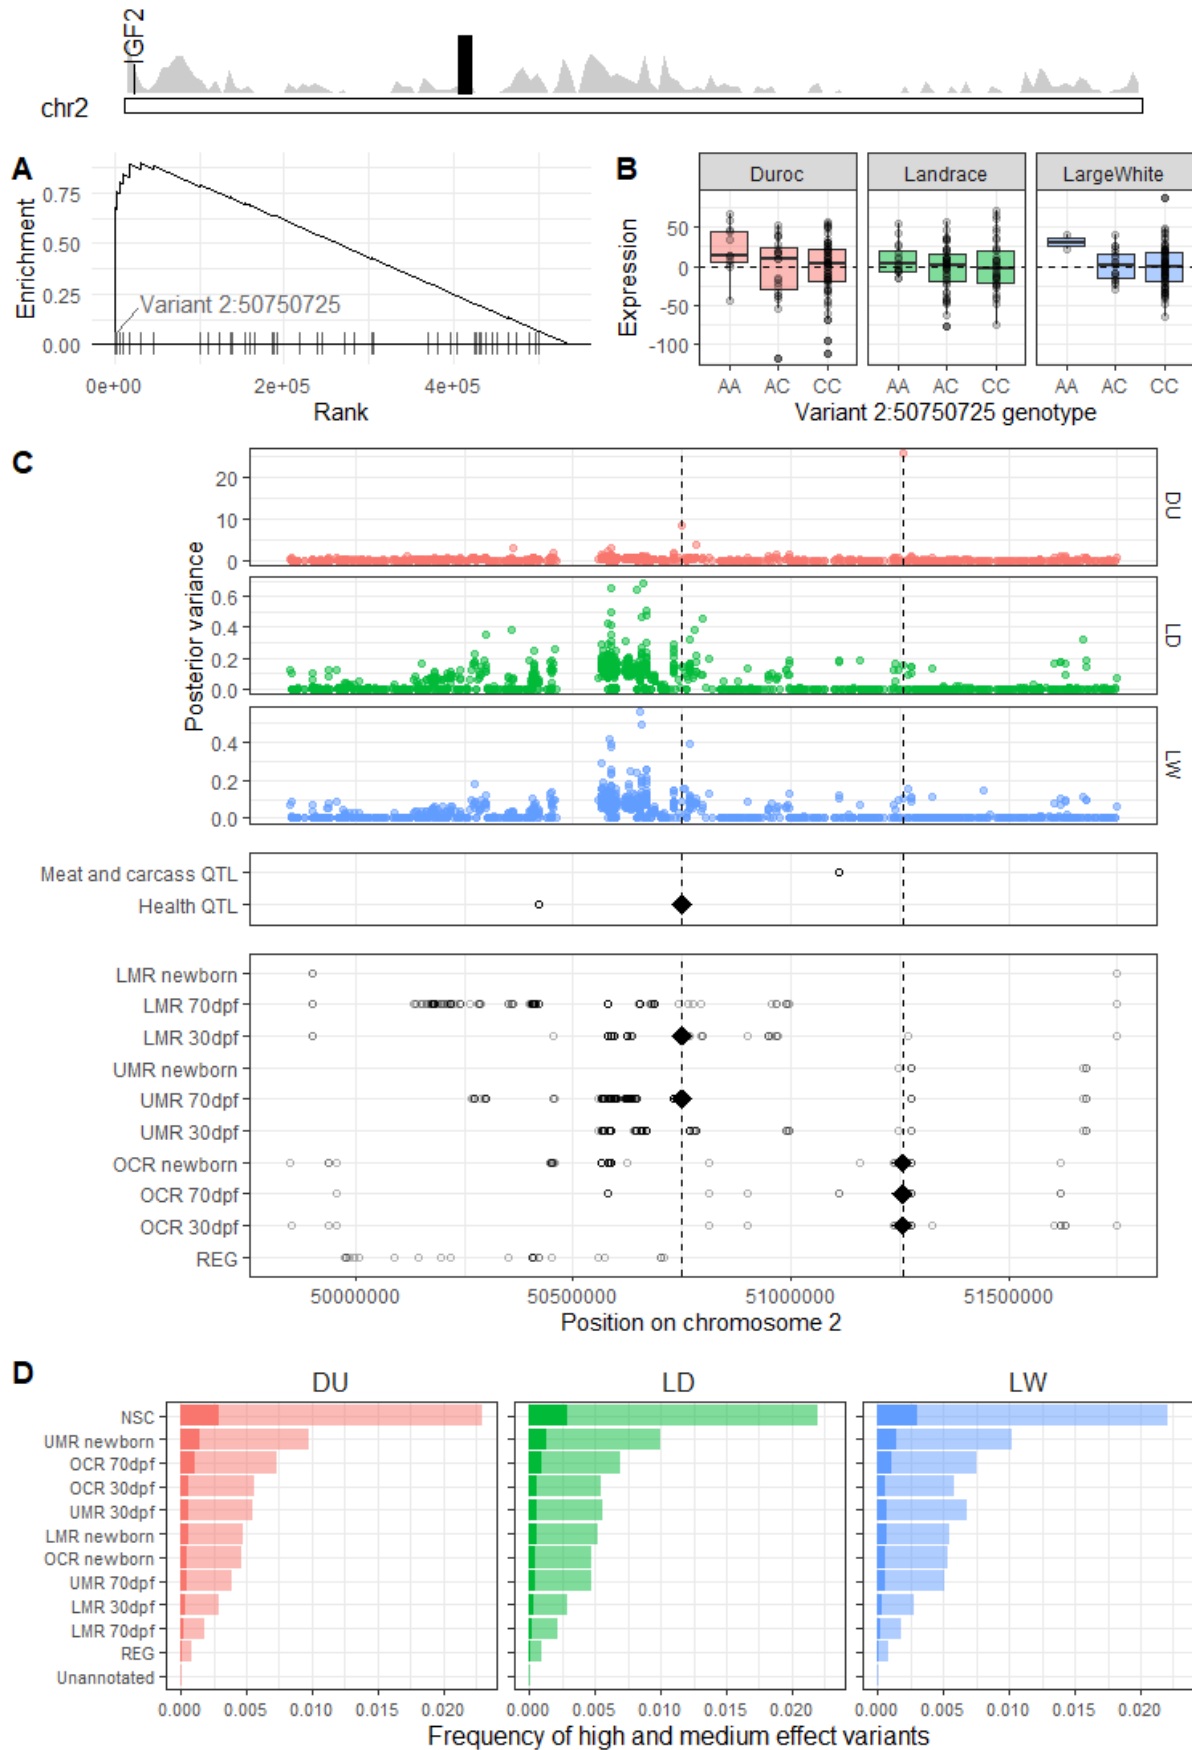 IGF2
chr2
A
Enrichment
0.75
0.50
0.25
0.00
Variant 2:50750725
0e+00 2e+05 4e+05
Rank
B
Duroc Landrace LargeWhite
Expression
50
0
-50
-100
AA AC CC AA AC CC AA AC CC
Variant 2:50750725 genotype
C
Posterior variance
20
10
0
DU
0.6
0.4
0.2
0.0
LD
0.4
0.2
0.0
LW
Meat and carcass QTL
Health QTL
LMR newborn
LMR 70dpf
LMR 30dpf
UMR newborn
UMR 70dpf
UMR 30dpf
OCR newborn
OCR 70dpf
OCR 30dpf
REG
50000000 50500000 51000000 51500000
Position on chromosome 2
D
DU LD LW
NSC
UMR newborn
OCR 70dpf
OCR 30dpf
UMR 30dpf
LMR newborn
OCR newborn
UMR 70dpf
LMR 30dpf
LMR 70dpf
REG
Unannotated
0.000 0.005 0.010 0.015 0.020 0.000 0.005 0.010 0.015 0.020 0.000 0.005 0.010 0.015 0.020
Frequency of high and medium effect variants